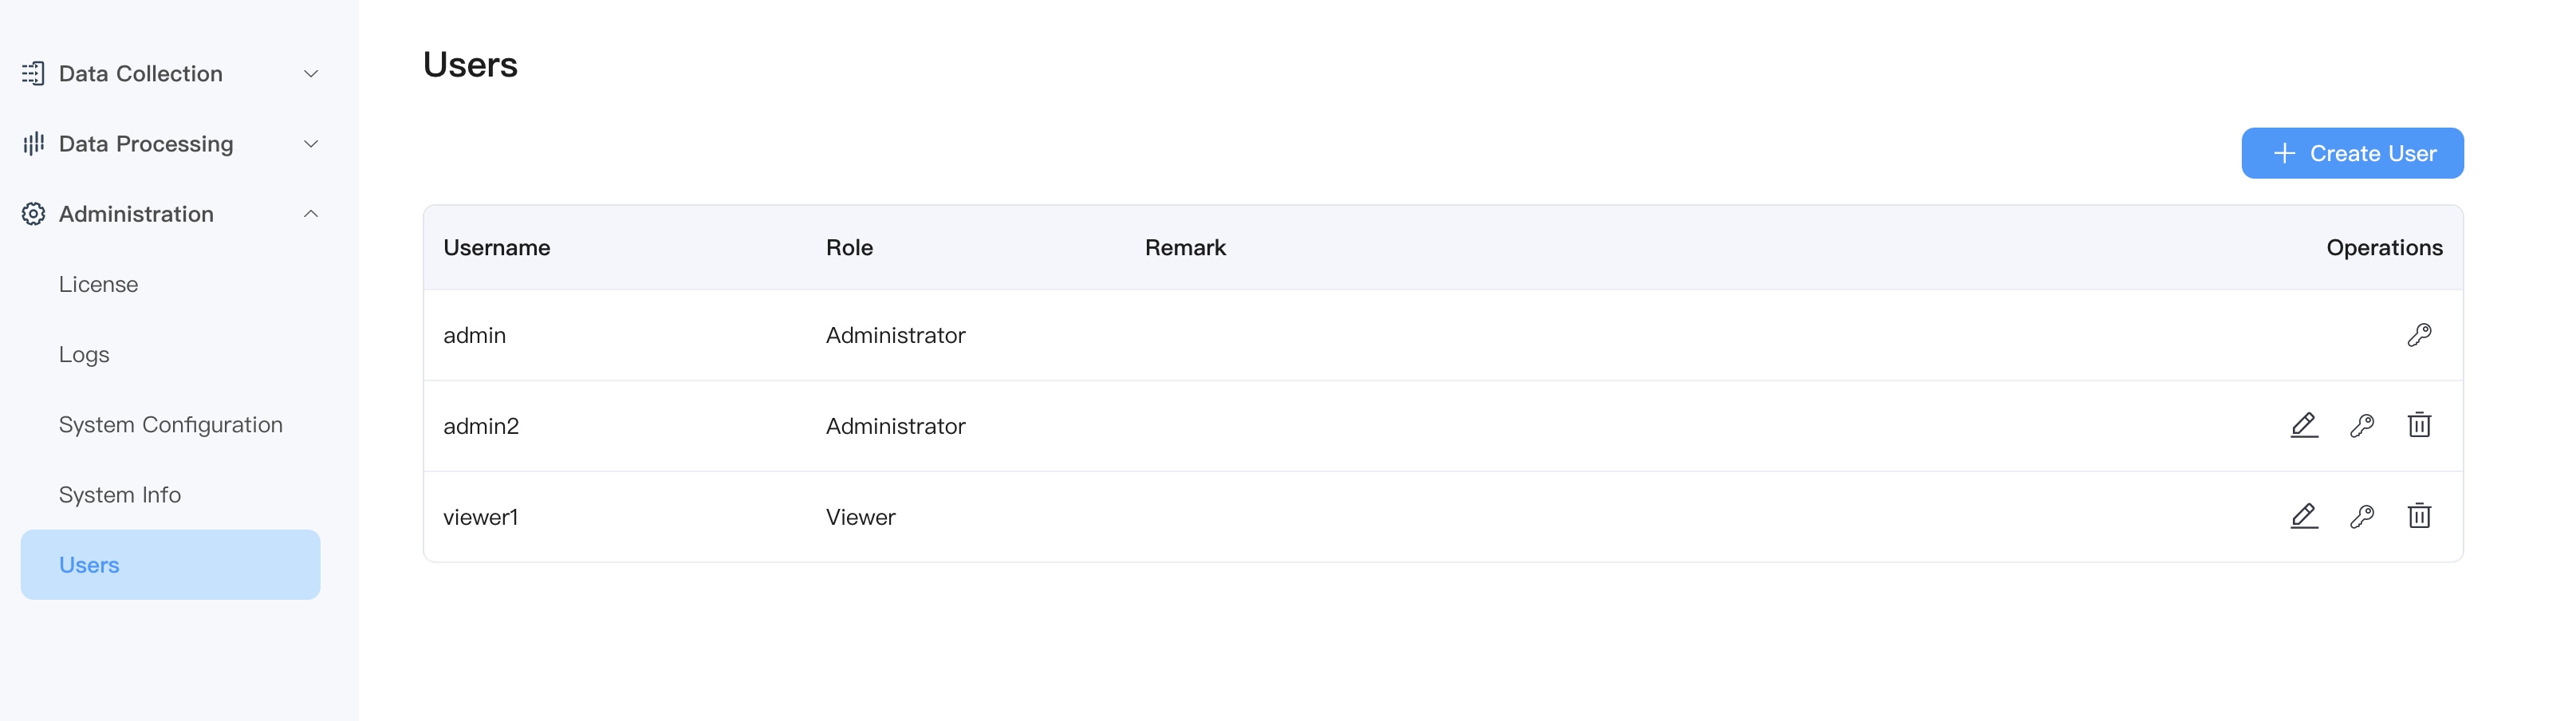 Data Collection
Data Processing
Administration
License
Logs
System Configuration
System Info
Users
Users
Create User
Username Role Remark Operations
admin Administrator
admin2 Administrator
viewer1 Viewer